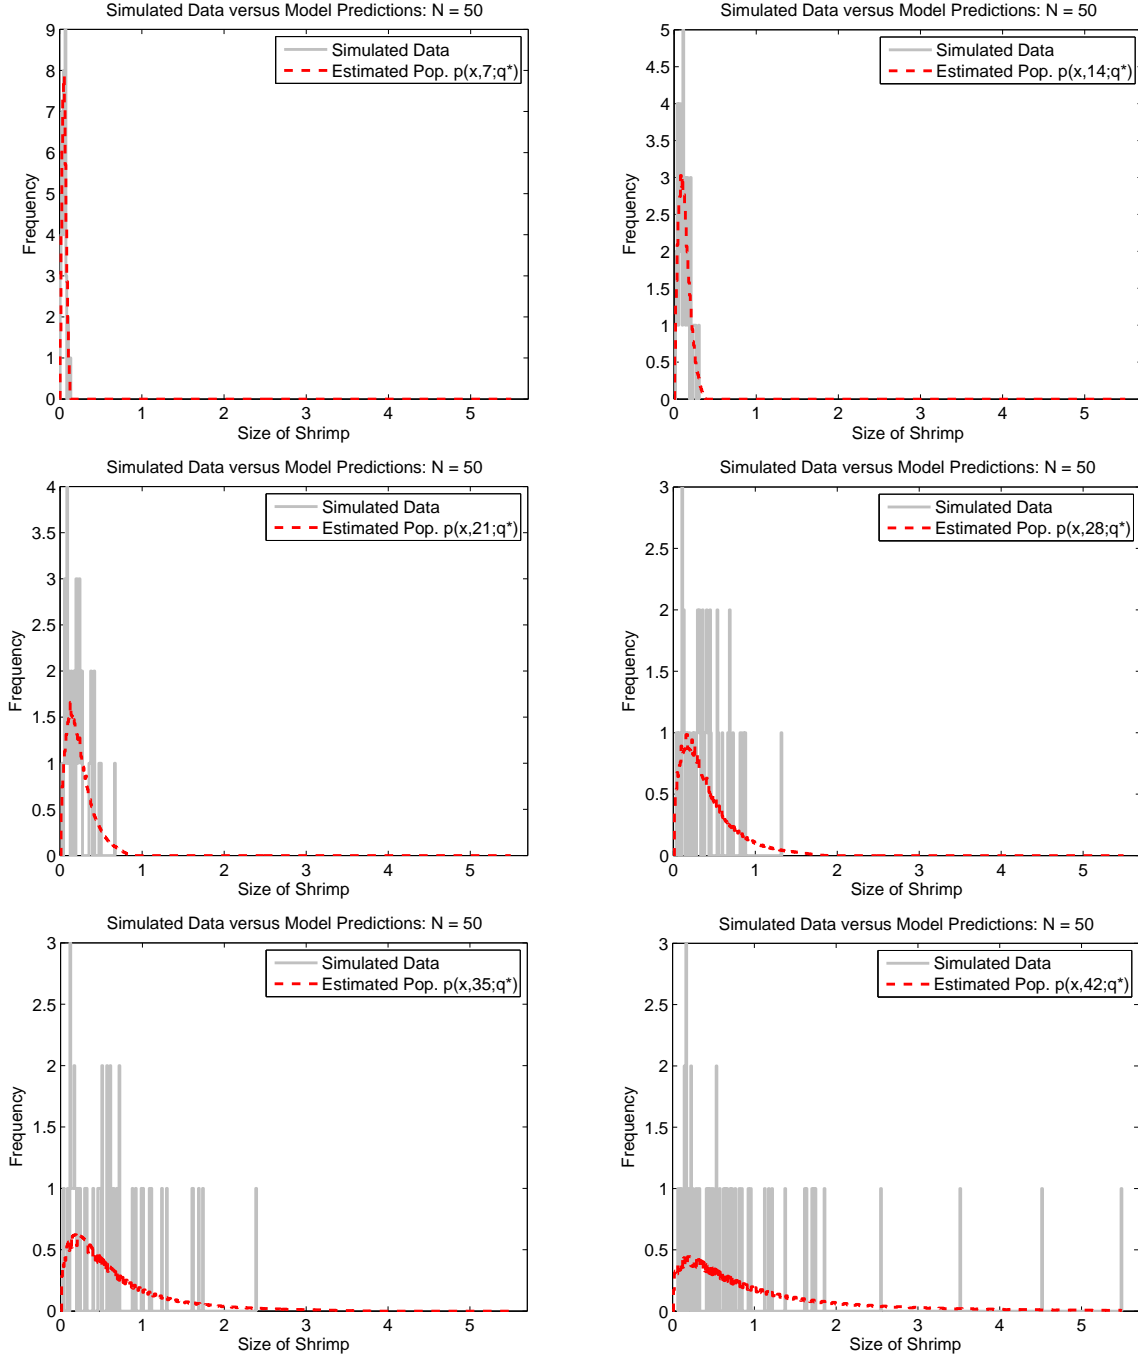 Simulated Data versus Model Predictions: N = 50
9
8
7
6
5
4
3
2
1
0
Frequency
Simulated Data
Estimated Pop. p(x,7;q*)
0 1 2 3 4 5
Size of Shrimp
Simulated Data versus Model Predictions: N = 50
5
4.5
4
3.5
3
2.5
2
1.5
1
0.5
0
Frequency
Simulated Data
Estimated Pop. p(x,14;q*)
0 1 2 3 4 5
Size of Shrimp
Simulated Data versus Model Predictions: N = 50
4
3.5
3
2.5
2
1.5
1
0.5
0
Frequency
Simulated Data
Estimated Pop. p(x,21;q*)
0 1 2 3 4 5
Size of Shrimp
Simulated Data versus Model Predictions: N = 50
3
2.5
2
1.5
1
0.5
0
Frequency
Simulated Data
Estimated Pop. p(x,28;q*)
0 1 2 3 4 5
Size of Shrimp
Simulated Data versus Model Predictions: N = 50
3
2.5
2
1.5
1
0.5
0
Frequency
Simulated Data
Estimated Pop. p(x,35;q*)
0 1 2 3 4 5
Size of Shrimp
Simulated Data versus Model Predictions: N = 50
3
2.5
2
1.5
1
0.5
0
Frequency
Simulated Data
Estimated Pop. p(x,42;q*)
0 1 2 3 4 5
Size of Shrimp